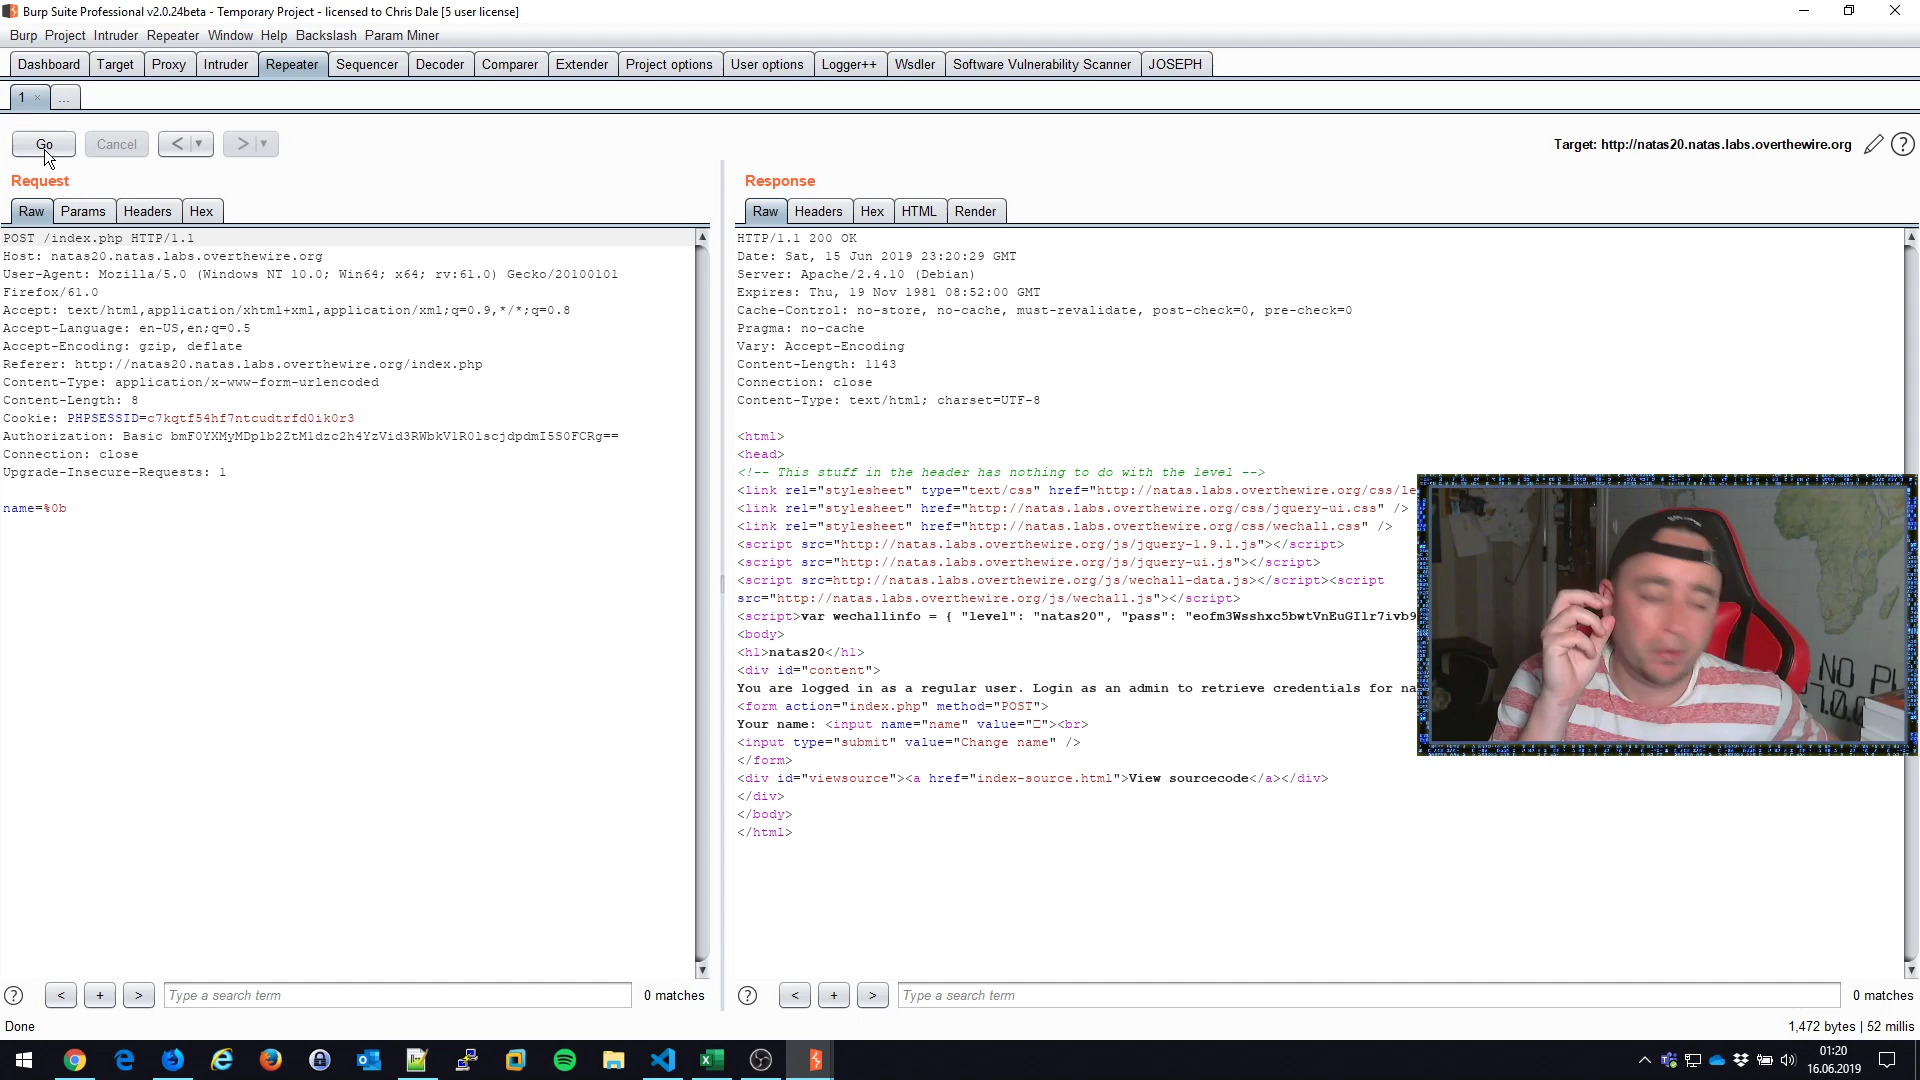 Burp Suite Professional v2.0.24beta - Temporary Project - licensed to Chris Dale [5 user license]
Burp Project Intruder Repeater Window Help Backslash Param Miner
Dashboard Target Proxy Intruder Repeater Sequencer Decoder Comparer Extender Project options User options Logger++ Wsdler Software Vulnerability Scanner JOSEPH
1 × ...
Go Cancel < > Target: http://natas20.natas.labs.overthewire.org ?
Request
Raw Params Headers Hex
POST /index.php HTTP/1.1
Host: natas20.natas.labs.overthewire.org
User-Agent: Mozilla/5.0 (Windows NT 10.0; Win64; x64; rv:61.0) Gecko/20100101
Firefox/61.0
Accept: text/html,application/xhtml+xml,application/xml;q=0.9,*/*;q=0.8
Accept-Language: en-US,en;q=0.5
Accept-Encoding: gzip, deflate
Referer: http://natas20.natas.labs.overthewire.org/index.php
Content-Type: application/x-www-form-urlencoded
Content-Length: 8
Cookie: PHPSESSID=c7kqtf54hf7ntcudtrfd0ik0r3
Authorization: Basic bmF0YXMyMDplb2ZtM1dzc2h4YzVid3RWbkV1R0lscjdpdmI5S0FCRg==
Connection: close
Upgrade-Insecure-Requests: 1
name=%0b
Response
Raw Headers Hex HTML Render
HTTP/1.1 200 OK
Date: Sat, 15 Jun 2019 23:20:29 GMT
Server: Apache/2.4.10 (Debian)
Expires: Thu, 19 Nov 1981 08:52:00 GMT
Cache-Control: no-store, no-cache, must-revalidate, post-check=0, pre-check=0
Pragma: no-cache
Vary: Accept-Encoding
Content-Length: 1143
Connection: close
Content-Type: text/html; charset=UTF-8
<html>
<head>
<!-- This stuff in the header has nothing to do with the level -->
<link rel="stylesheet" type="text/css" href="http://natas.labs.overthewire.org/css/le
<link rel="stylesheet" href="http://natas.labs.overthewire.org/css/jquery-ui.css" />
<link rel="stylesheet" href="http://natas.labs.overthewire.org/css/wechall.css" />
<script src="http://natas.labs.overthewire.org/js/jquery-1.9.1.js"></script>
<script src="http://natas.labs.overthewire.org/js/jquery-ui.js"></script>
<script src=http://natas.labs.overthewire.org/js/wechall-data.js></script><script
src="http://natas.labs.overthewire.org/js/wechall.js"></script>
<script>var wechallinfo = { "level": "natas20", "pass": "eofm3Wsshxc5bwtVnEuGIlr7ivb9
<body>
<h1>natas20</h1>
<div id="content">
You are logged in as a regular user. Login as an admin to retrieve credentials for na
<form action="index.php" method="POST">
Your name: <input name="name" value="□"><br>
<input type="submit" value="Change name" />
</form>
<div id="viewsource"><a href="index-source.html">View sourcecode</a></div>
</div>
</body>
</html>
NO PL
7.0.0
? < + > Type a search term 0 matches
? < + > Type a search term 0 matches
Done 1,472 bytes | 52 millis
01:20
16.06.2019